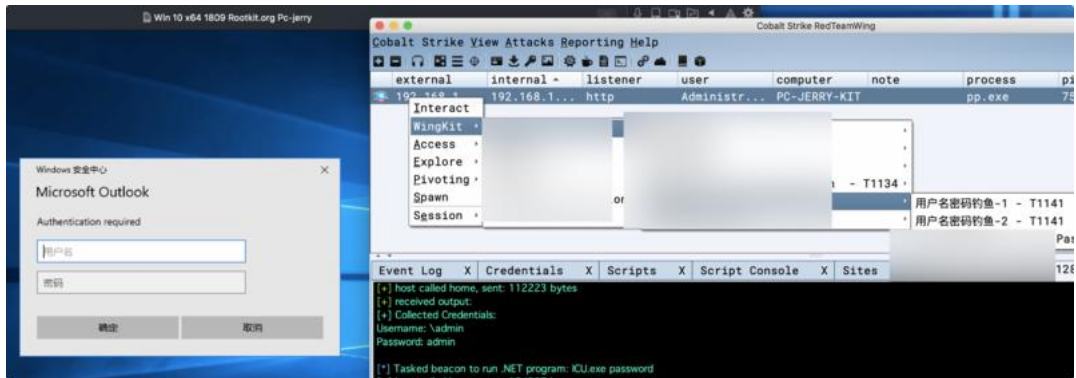 Win 10 x64 1809 Rootkit.org Pc-jerry
Windows 安全中心
Microsoft Outlook
Authentication required
用户名
密码
确定
取消
Cobalt Strike RedTeamWing
Cobalt Strike View Attacks Reporting Help
external internal listener user computer note process
192.168.1 192.168.1... http Administr... PC-JERRY-KIT pp.exe
Interact
WingKit
Access
Explore
Pivoting
Spawn
Session
- T1134
用户名密码钓鱼-1 - T1141
用户名密码钓鱼-2 - T1141
Event Log X Credentials X Scripts X Script Console X Sites
[+] host called home, sent: 112223 bytes
[+] received output:
[+] Collected Credentials:
Username: \admin
Password: admin
[*] Tasked beacon to run .NET program: ICU.exe password